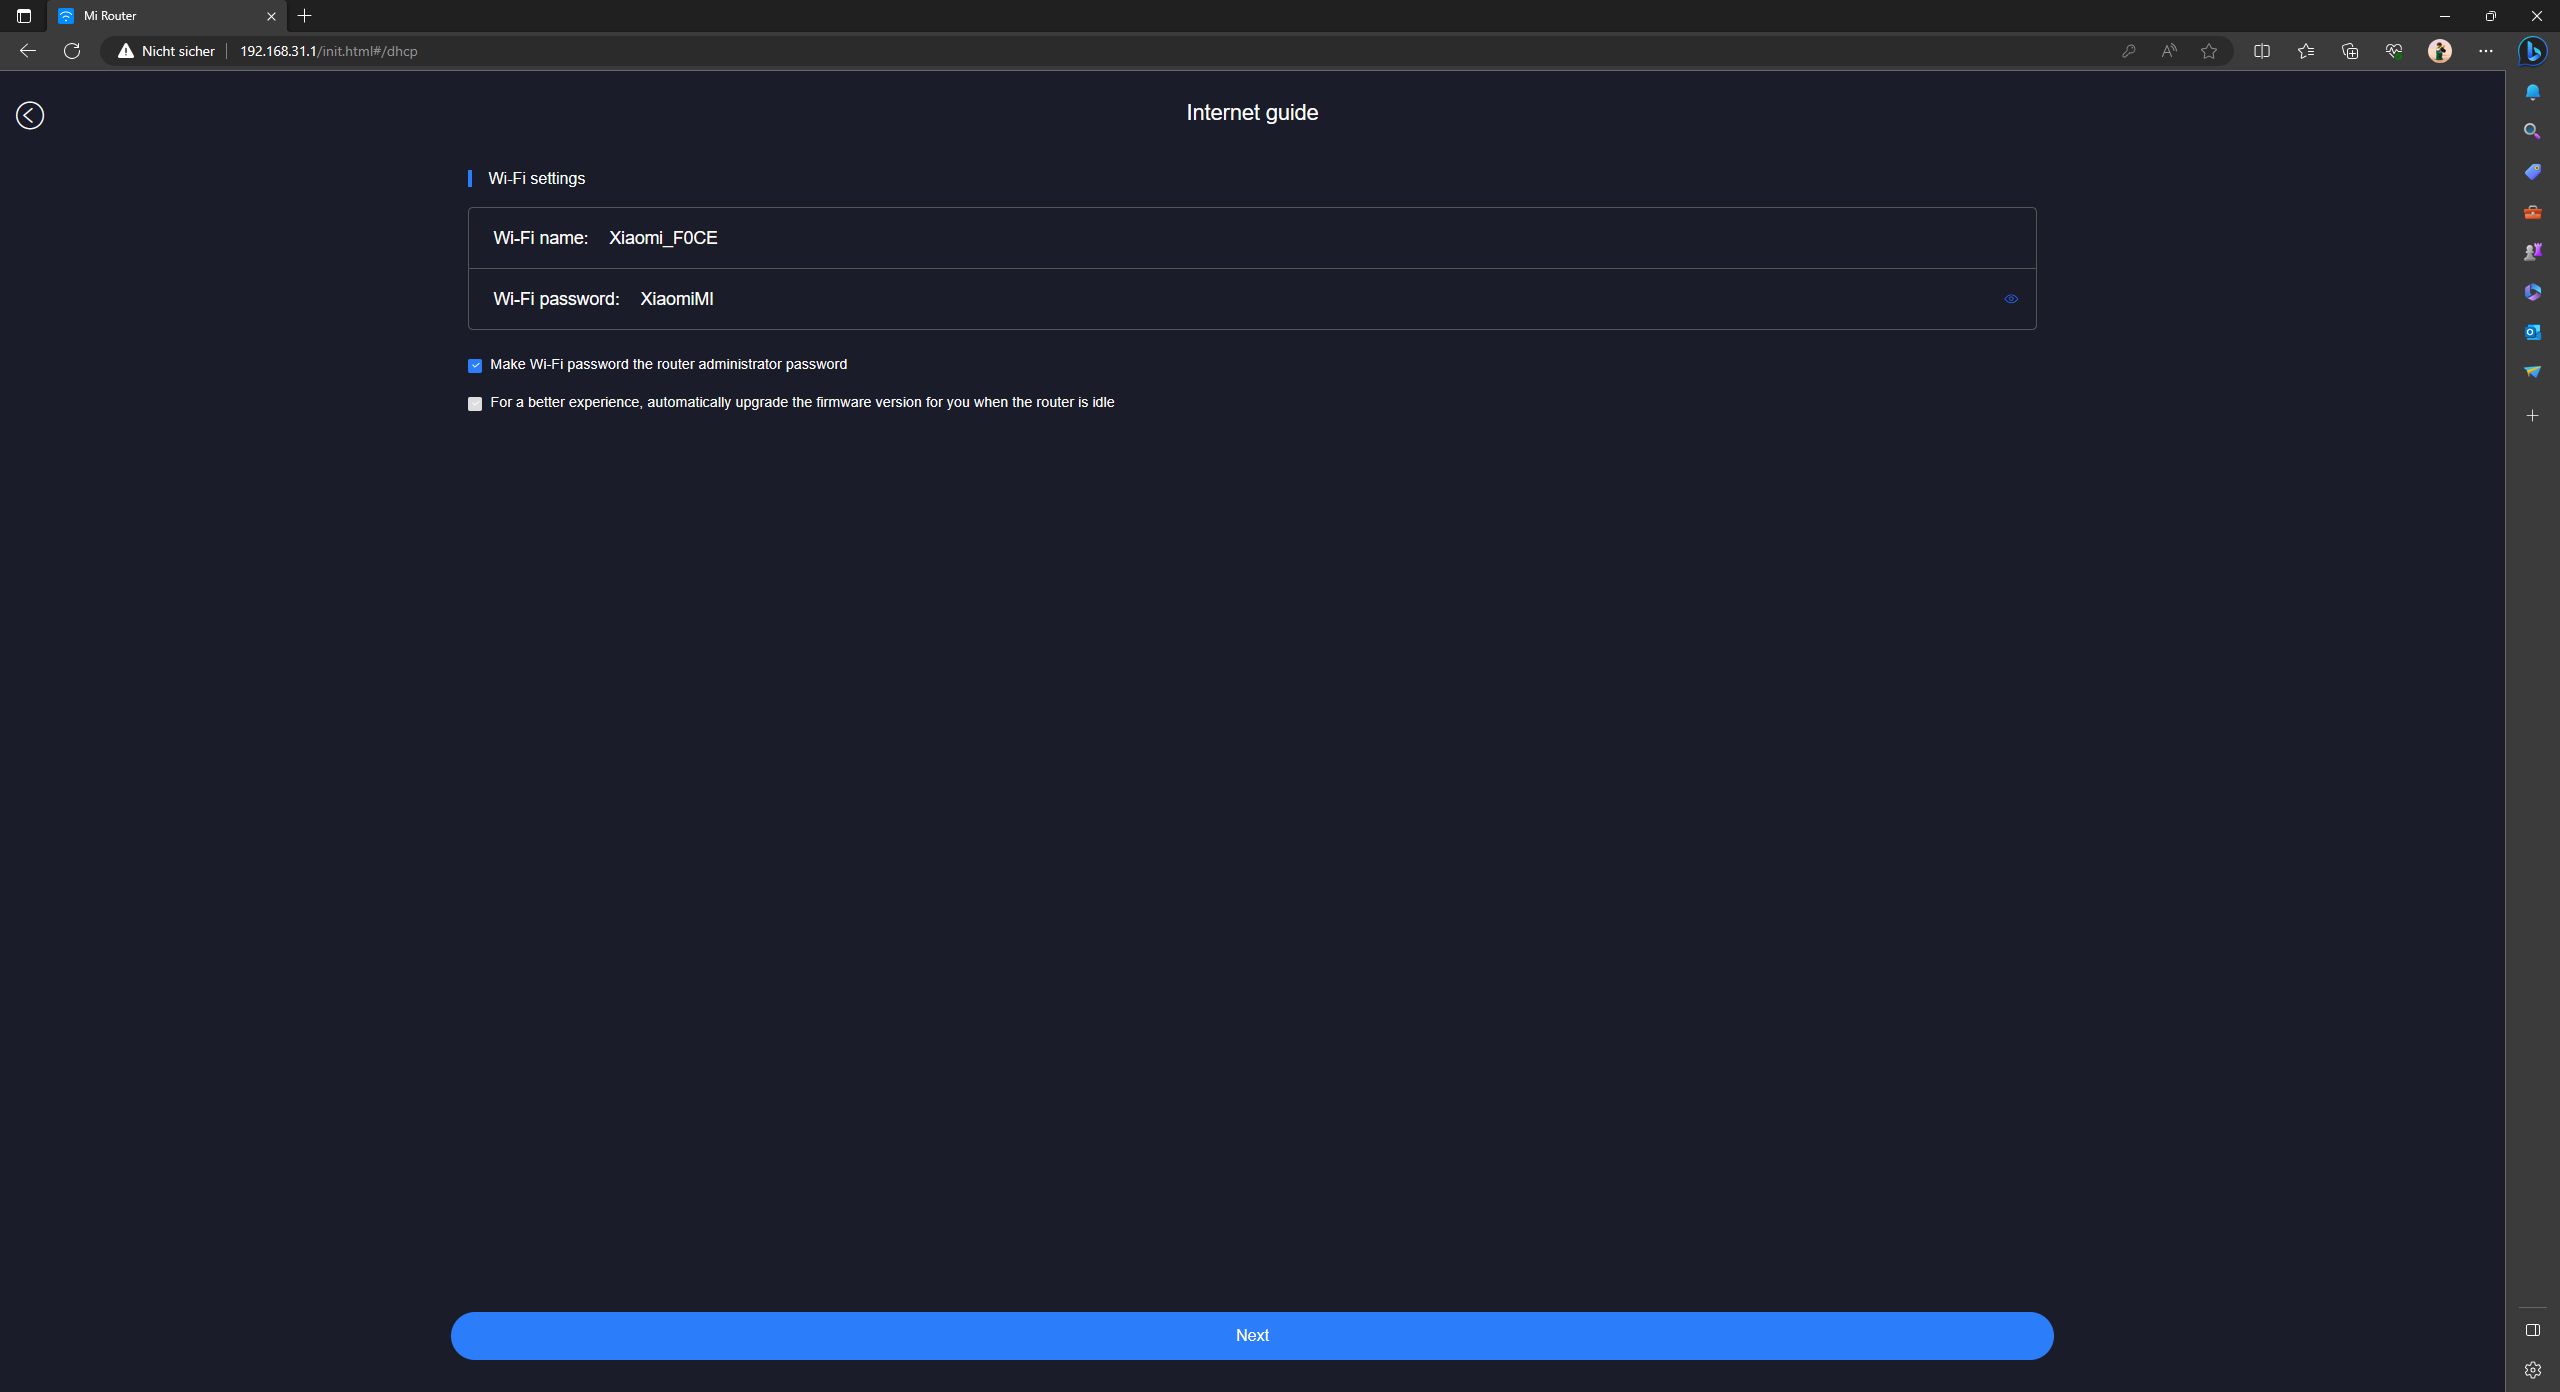 Mi Router
Nicht sicher 192.168.31.1/init.html#/dhcp
Internet guide
Wi-Fi settings
Wi-Fi name: Xiaomi_F0CE
Wi-Fi password: XiaomiMI
Make Wi-Fi password the router administrator password
For a better experience, automatically upgrade the firmware version for you when the router is idle
Next